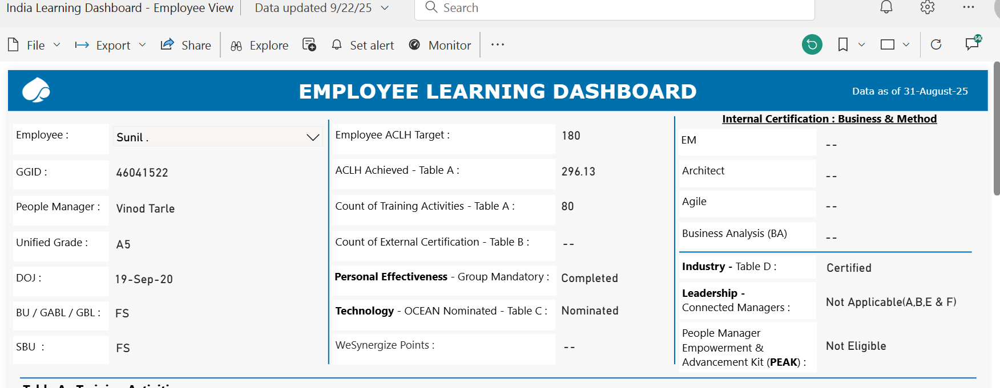 India Learning Dashboard - Employee View
Data updated 9/22/25
Search
File
Export
Share
Explore
Set alert
Monitor
340
EMPLOYEE LEARNING DASHBOARD
Data as of 31-August-25
Employee :
Sunil .
GGID :
46041522
People Manager :
Vinod Tarle
Unified Grade :
A5
DOJ :
19-Sep-20
BU / GABL / GBL :
FS
SBU :
FS
Employee ACLH Target :
180
ACLH Achieved - Table A :
296.13
Count of Training Activities - Table A :
80
Count of External Certification - Table B :
--
Personal Effectiveness - Group Mandatory :
Completed
Technology - OCEAN Nominated - Table C :
Nominated
WeSynergize Points :
--
Internal Certification : Business & Method
EM
--
Architect
--
Agile
--
Business Analysis (BA)
--
Industry - Table D :
Certified
Leadership -
Connected Managers :
Not Applicable(A,B,E & F)
People Manager
Empowerment &
Advancement Kit (PEAK) :
Not Eligible